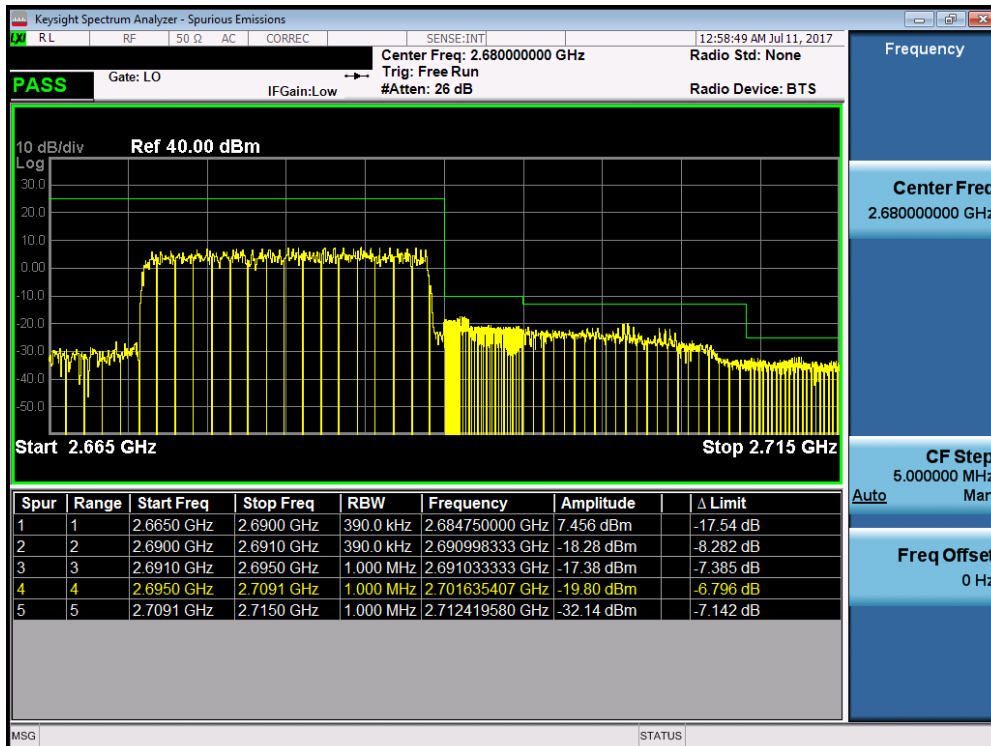 Keysight Spectrum Analyzer - Spurious Emissions
LXI RL RF 50 Ω AC CORREC SENSE:INT 12:58:49 AM Jul 11, 2017
Center Freq: 2.680000000 GHz Radio Std: None
Gate: LO Trig: Free Run
PASS IFGain:Low #Atten: 26 dB Radio Device: BTS
10 dB/div Ref 40.00 dBm
Log
30.0
20.0
10.0
0.00
-10.0
-20.0
-30.0
-40.0
-50.0
Start 2.665 GHz Stop 2.715 GHz
Spur Range Start Freq Stop Freq RBW Frequency Amplitude Δ Limit
1 1 2.6650 GHz 2.6900 GHz 390.0 kHz 2.684750000 GHz 7.456 dBm -17.54 dB
2 2 2.6900 GHz 2.6910 GHz 390.0 kHz 2.690998333 GHz -18.28 dBm -8.282 dB
3 3 2.6910 GHz 2.6950 GHz 1.000 MHz 2.691033333 GHz -17.38 dBm -7.385 dB
4 4 2.6950 GHz 2.7091 GHz 1.000 MHz 2.701635407 GHz -19.80 dBm -6.796 dB
5 5 2.7091 GHz 2.7150 GHz 1.000 MHz 2.712419580 GHz -32.14 dBm -7.142 dB
MSG STATUS
Frequency
Center Freq
2.680000000 GHz
CF Step
5.000000 MHz
Auto Man
Freq Offset
0 Hz